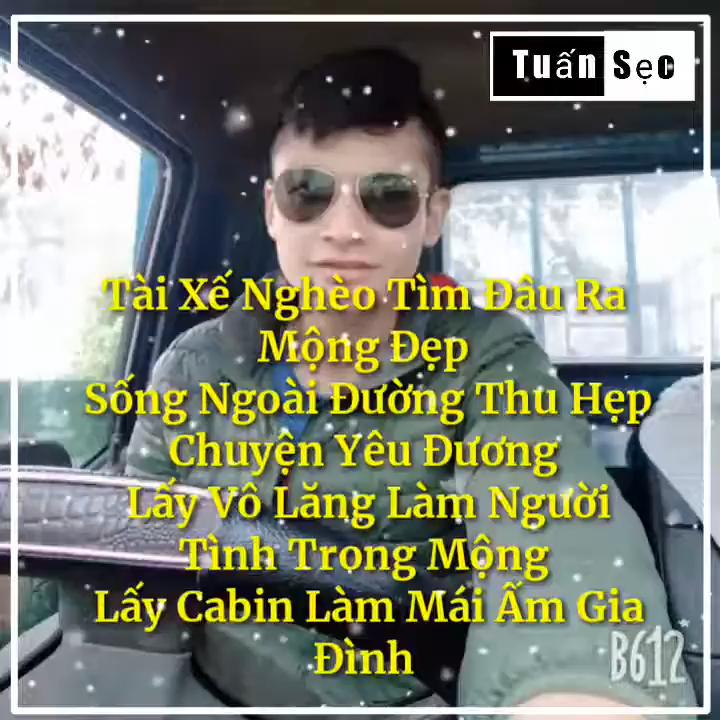 Tuấn Sẹc
Tài Xế Nghèo Tìm Đâu Ra
Mộng Đẹp
Sống Ngoài Đường Thu Hẹp
Chuyện Yêu Đương
Lấy Vô Lăng Làm Người
Tình Trong Mộng
Lấy Cabin Làm Mái Ấm Gia
Đình
B612